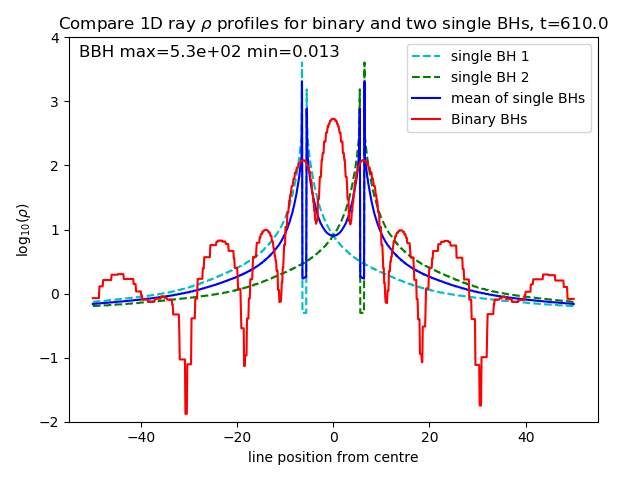 Compare 1D ray ρ profiles for binary and two single BHs, t=610.0
BBH max=5.3e+02 min=0.013
single BH 1
single BH 2
mean of single BHs
Binary BHs
log₁₀(ρ)
4
3
2
1
0
−1
−2
−40
−20
0
20
40
line position from centre